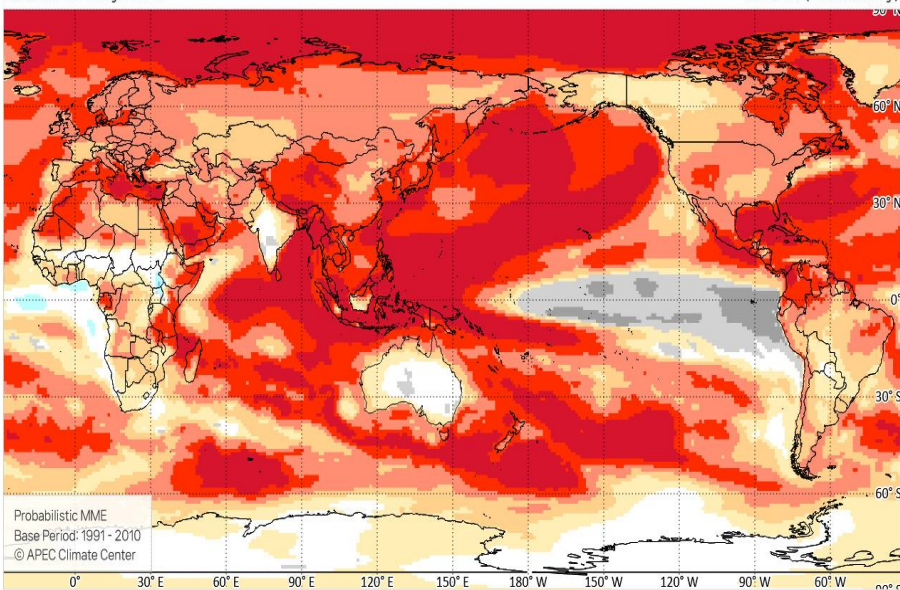 60° N
30° N
0°
30° S
60° S
Probabilistic MME
Base Period: 1991 - 2010
© APEC Climate Center
0° 30° E 60° E 90° E 120° E 150° E 180° W 150° W 120° W 90° W 60° W